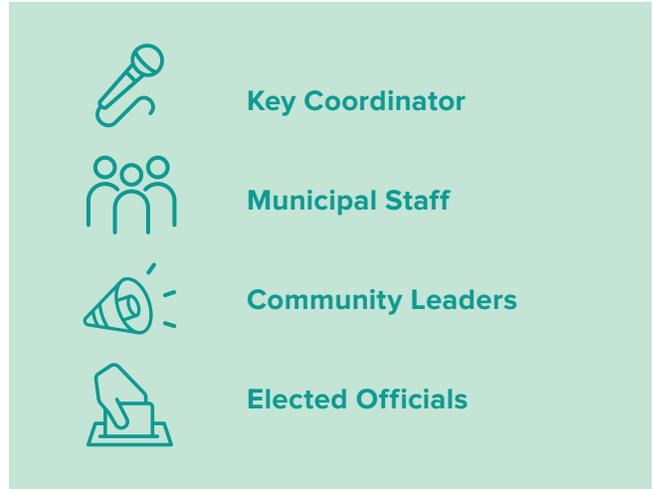 Key Coordinator
Municipal Staff
Community Leaders
Elected Officials